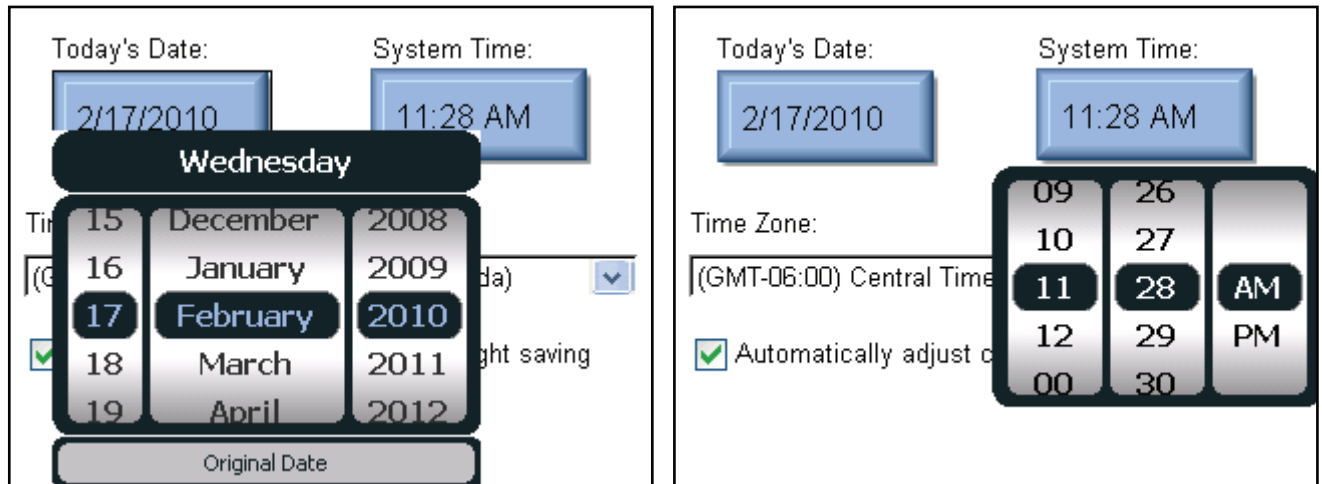 Today's Date:
System Time:
2/17/2010
11:28 AM
Wednesday
15 December 2008
16 January 2009
17 February 2010
18 March 2011
19 April 2012
Original Date
Today's Date:
System Time:
2/17/2010
11:28 AM
Time Zone:
(GMT-06:00) Central Time
Automatically adjust
09 26
10 27
11 28 AM
12 29 PM
00 30